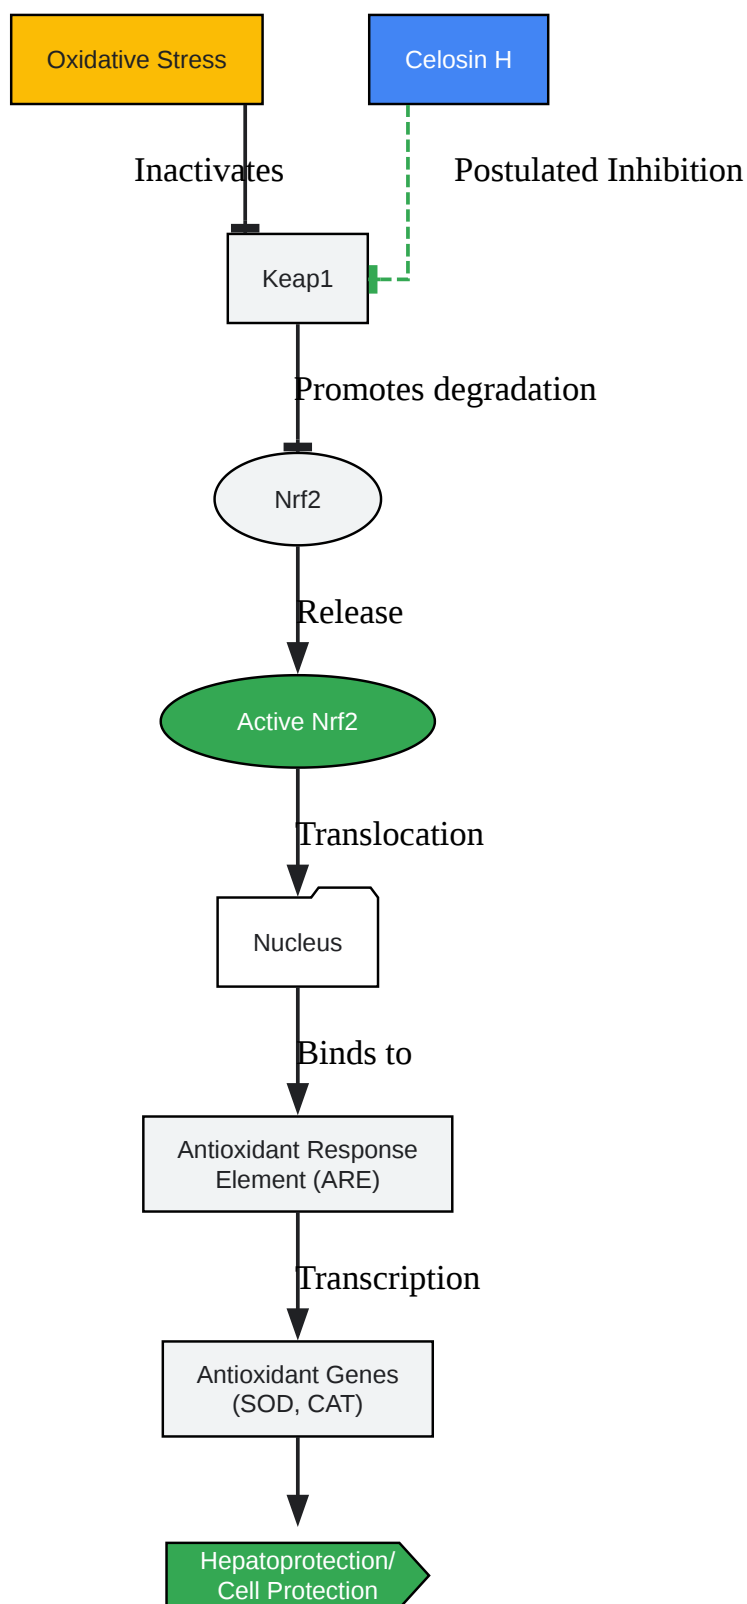 Oxidative Stress
Celosin H
Inactivates
Postulated Inhibition
Keap1
Promotes degradation
Nrf2
Release
Active Nrf2
Translocation
Nucleus
Binds to
Antioxidant Response
Element (ARE)
Transcription
Antioxidant Genes
(SOD, CAT)
Hepatoprotection/
Cell Protection